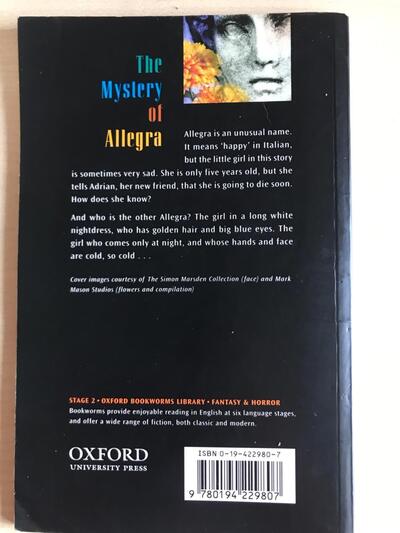 The
Mystery
of
Allegra
Allegra is an unusual name.
It means ‘happy’ in Italian,
but the little girl in this story
is sometimes very sad. She is only five years old, but she
tells Adrian, her new friend, that she is going to die soon.
How does she know?
And who is the other Allegra? The girl in a long white
nightdress, who has golden hair and big blue eyes. The
girl who comes only at night, and whose hands and face
are cold, so cold . . .
Cover images courtesy of The Simon Marsden Collection (face) and Mark
Mason Studios (flowers and compilation)
STAGE 2 • OXFORD BOOKWORMS LIBRARY • FANTASY & HORROR
Bookworms provide enjoyable reading in English at six language stages,
and offer a wide range of fiction, both classic and modern.
OXFORD
UNIVERSITY PRESS
ISBN 0-19-422980-7
9 780194 229807